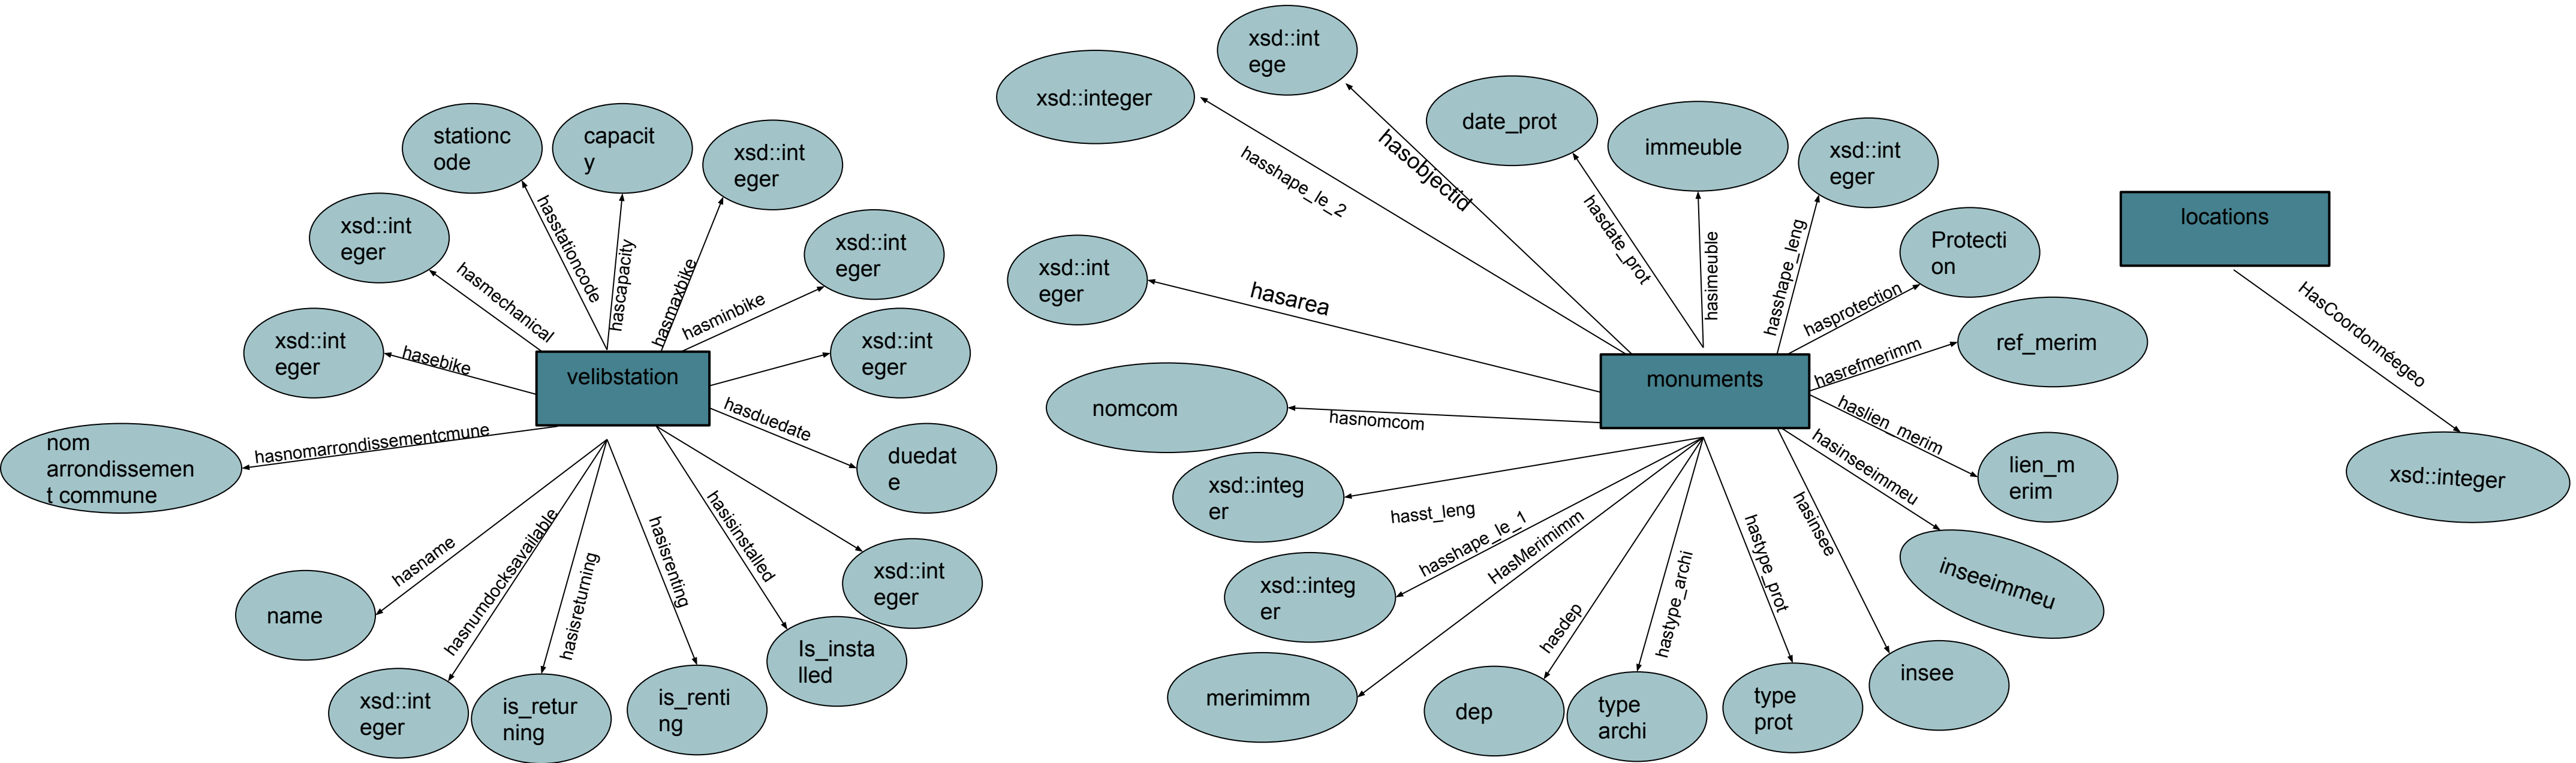 stationc
ode
capacit
y
xsd::int
eger
xsd::int
eger
xsd::int
eger
xsd::int
eger
xsd::int
eger
hasstationcode
hascapacity
hasmaxbike
hasminbike
hasmechanical
hasebike
velibstation
hasnomarrondissementcmune
nom
arrondissemen
t commune
hasduedate
duedat
e
hasname
name
hasnumdocksavailable
xsd::int
eger
hasisreturning
is_retur
ning
hasisrenting
is_renti
ng
hasisinstalled
Is_insta
lled
xsd::int
eger
xsd::integer
xsd::int
ege
date_prot
immeuble
xsd::int
eger
hasshape_le_2
hasobjectid
hasdate_prot
hasimeuble
hasshape_leng
Protecti
on
hasprotection
xsd::int
eger
hasarea
monuments
hasrefmerimm
ref_merim
nomcom
hasnomcom
haslien_merim
lien_m
erim
xsd::integ
er
hasst_leng
hasinseeimmeu
inseeimmeu
xsd::integ
er
hasshape_le_1
HasMerimimm
merimimm
hasdep
dep
hastype_archi
type
archi
hastype_prot
type
prot
hasinsee
insee
locations
HasCoordonnéegeo
xsd::integer